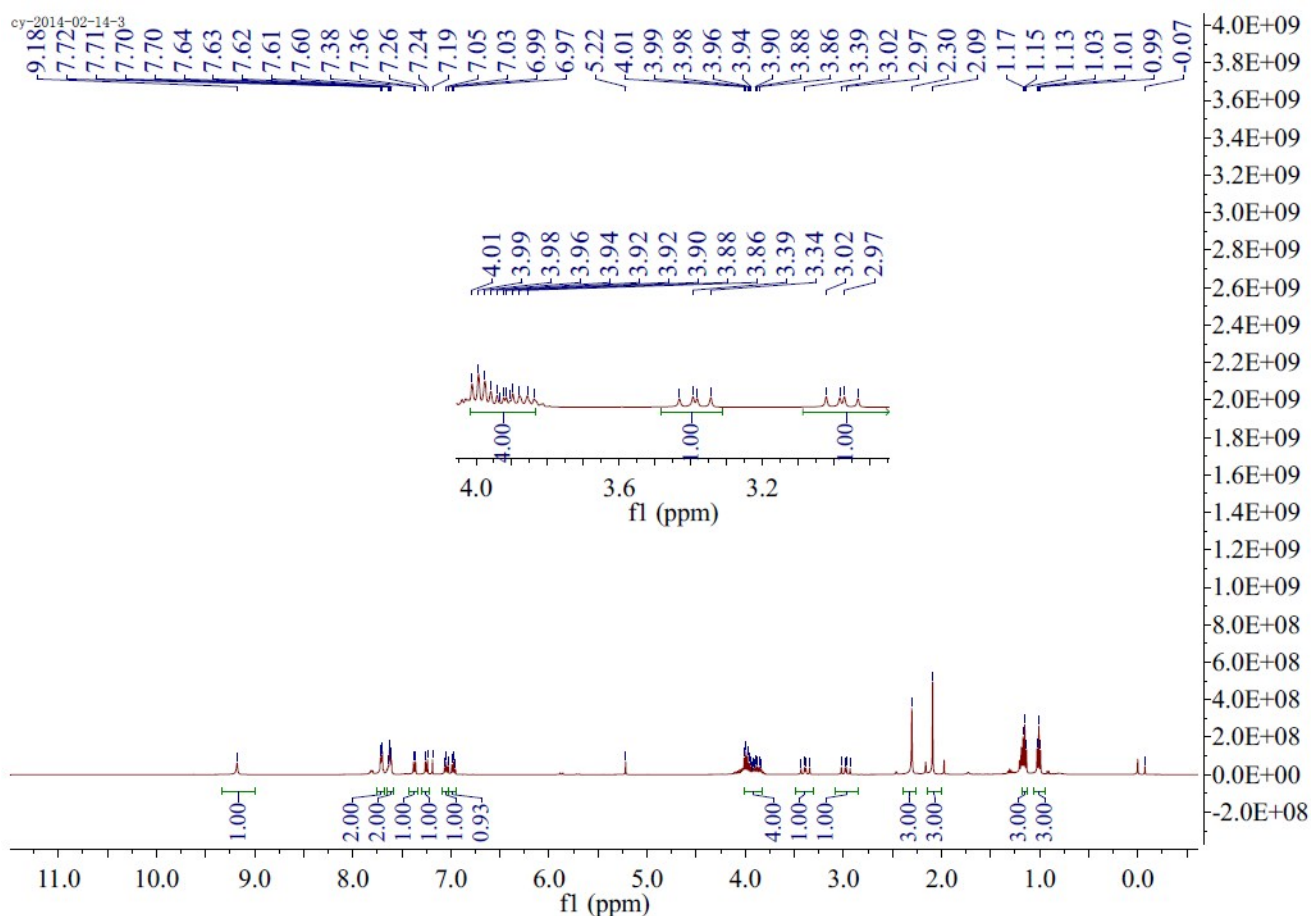 cy-2014-02-14-3
9.18 7.72 7.71 7.70 7.70 7.64 7.63 7.62 7.61 7.60 7.38 7.36 7.26 7.24 7.19 7.05 7.03 6.99 6.97 5.22 4.01 3.99 3.98 3.96 3.94 3.90 3.88 3.86 3.39 3.02 2.97 2.30 2.09 1.17 1.15 1.13 1.03 1.01 0.99 -0.07
4.01 3.99 3.98 3.96 3.94 3.92 3.92 3.90 3.88 3.86 3.39 3.34 3.02 2.97
4.00 1.00 1.00
4.0 3.6 3.2
f1 (ppm)
4.0E+09
3.8E+09
3.6E+09
3.4E+09
3.2E+09
3.0E+09
2.8E+09
2.6E+09
2.4E+09
2.2E+09
2.0E+09
1.8E+09
1.6E+09
1.4E+09
1.2E+09
1.0E+09
8.0E+08
6.0E+08
4.0E+08
2.0E+08
0.0E+00
-2.0E+08
1.00 2.00 2.00 1.00 1.00 1.00 0.93 4.00 1.00 1.00 3.00 3.00 3.00 3.00
11.0 10.0 9.0 8.0 7.0 6.0 5.0 4.0 3.0 2.0 1.0 0.0
f1 (ppm)